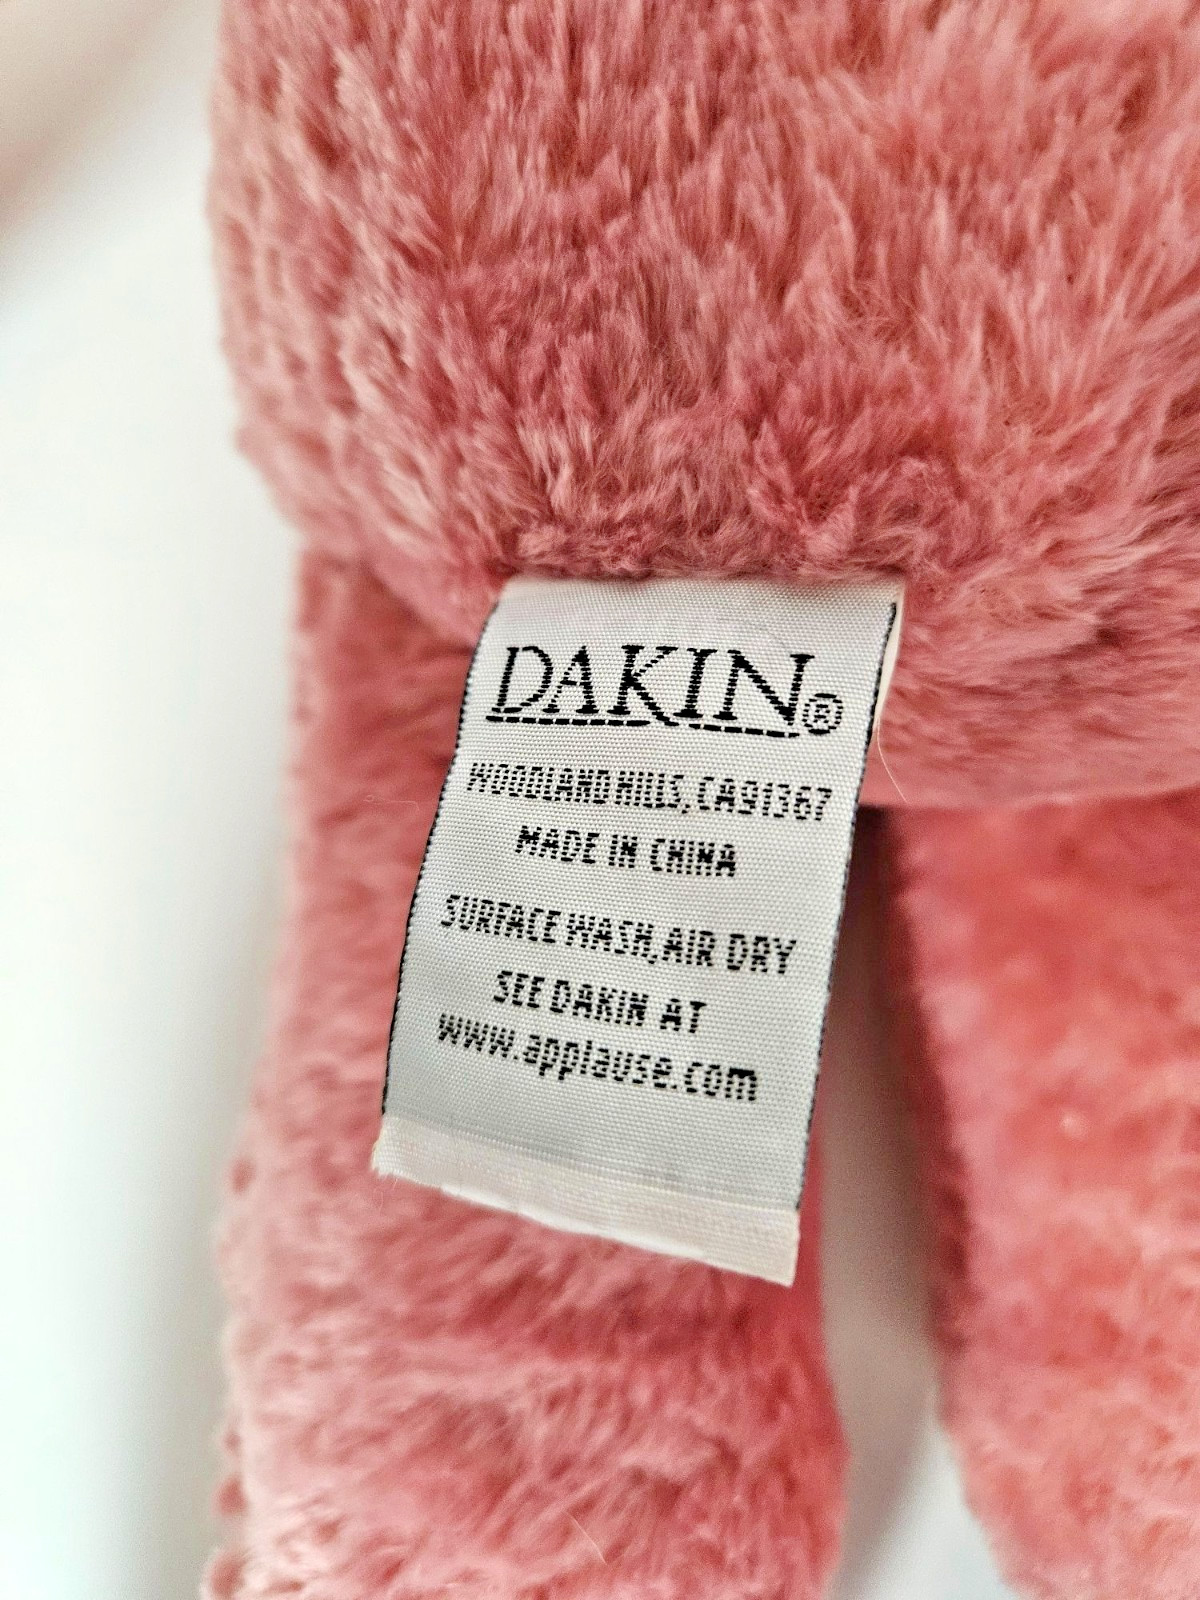 DAKIN®
WOODLAND HILLS, CA91367
MADE IN CHINA
SURFACE WASH, AIR DRY
SEE DAKIN AT
www.applause.com